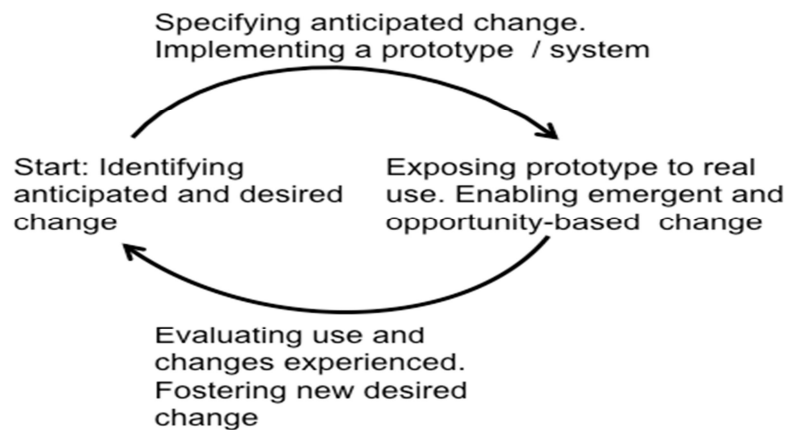 Specifying anticipated change.
Implementing a prototype / system
Start: Identifying
anticipated and desired
change
Exposing prototype to real
use. Enabling emergent and
opportunity-based change
Evaluating use and
changes experienced.
Fostering new desired
change